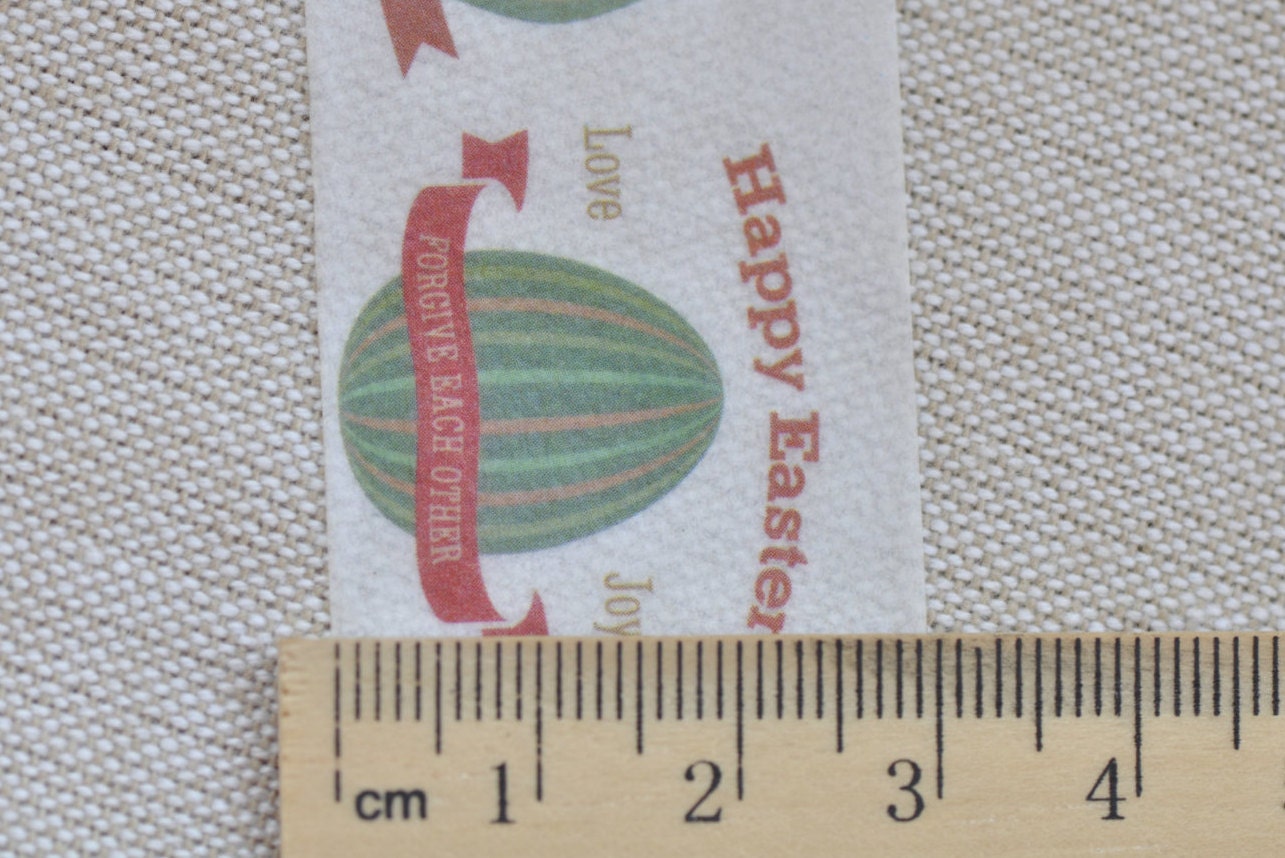 Happy Easter
Love
Joy
FORGIVE EACH OTHER
cm 1 2 3 4